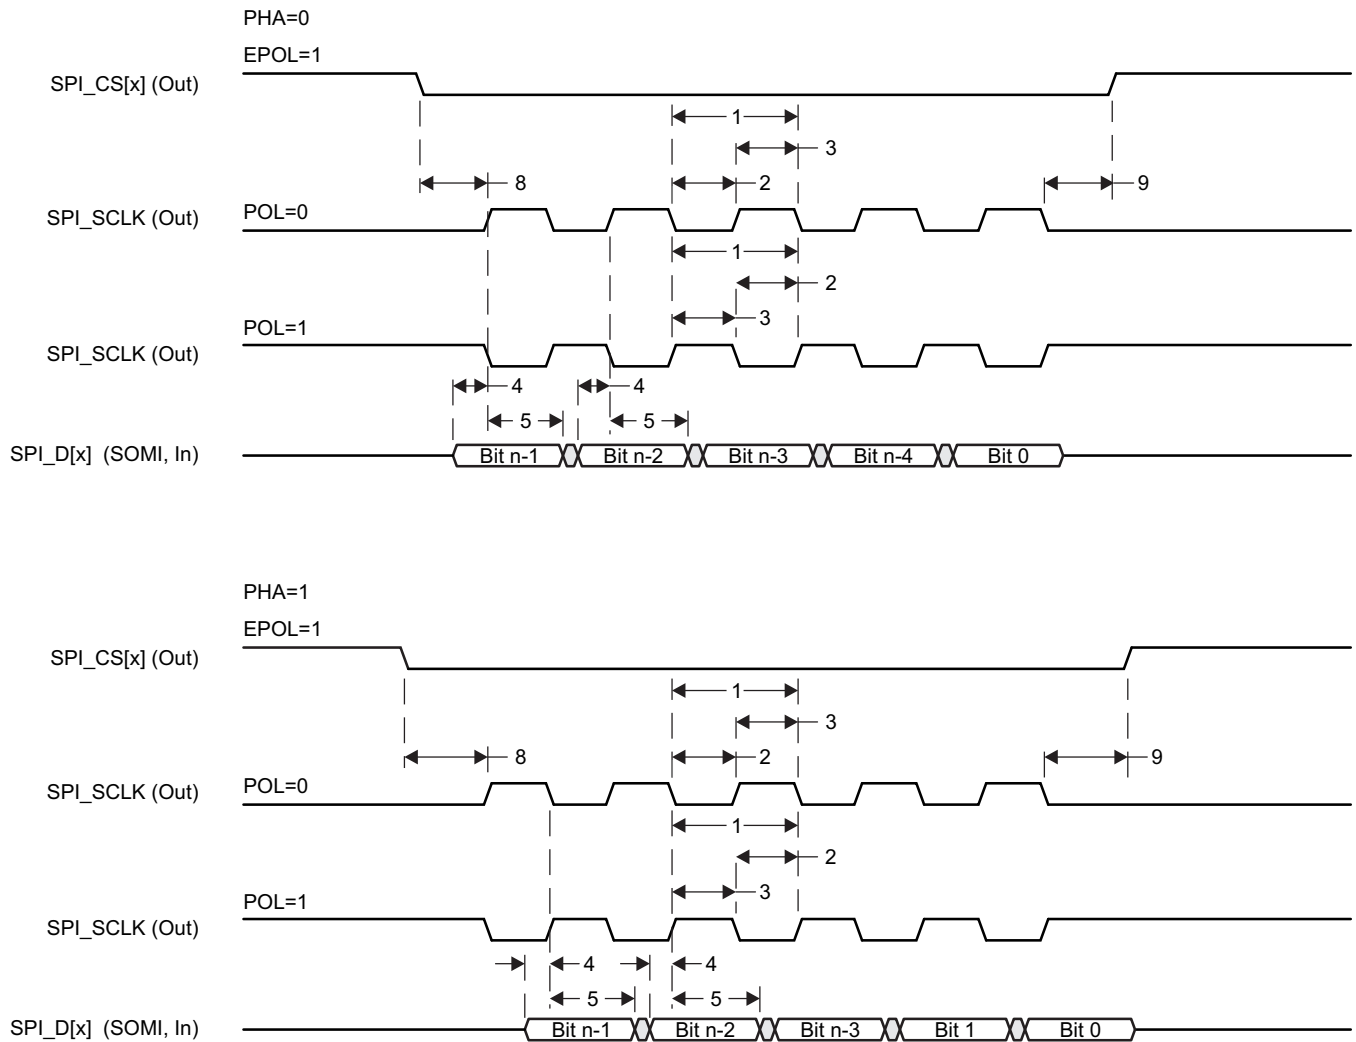 PHA=0
EPOL=1
SPI_CS[x] (Out)
1
3
8
2
9
SPI_SCLK (Out)
POL=0
1
2
3
POL=1
SPI_SCLK (Out)
4
4
5
5
SPI_D[x] (SOMI, In)
Bit n-1
Bit n-2
Bit n-3
Bit n-4
Bit 0
PHA=1
EPOL=1
SPI_CS[x] (Out)
1
3
8
2
9
SPI_SCLK (Out)
POL=0
1
2
3
POL=1
SPI_SCLK (Out)
4
4
5
5
SPI_D[x] (SOMI, In)
Bit n-1
Bit n-2
Bit n-3
Bit 1
Bit 0